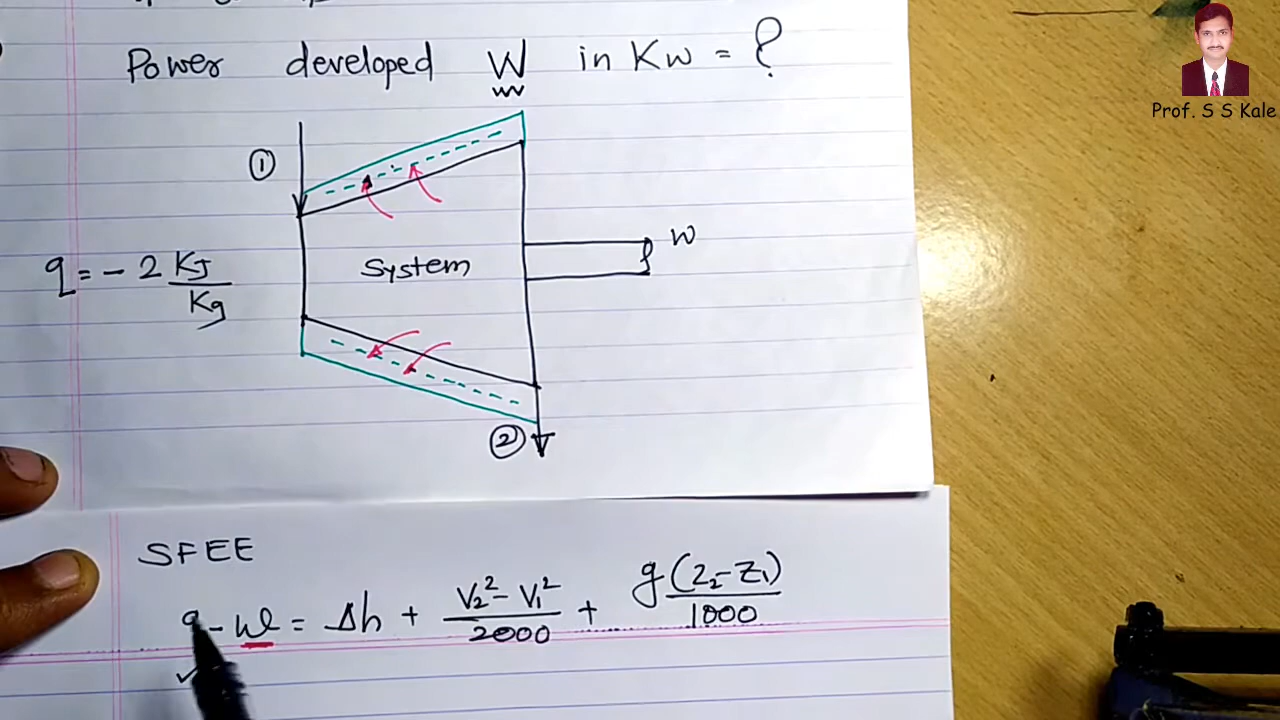 Power developed W in Kw = ?
Prof. S S Kale
①
W
q = - 2 KJ
Kg
System
②
SFEE
q - w = Δh + V₂² - V₁² / 2000 + g(Z₂-Z₁) / 1000